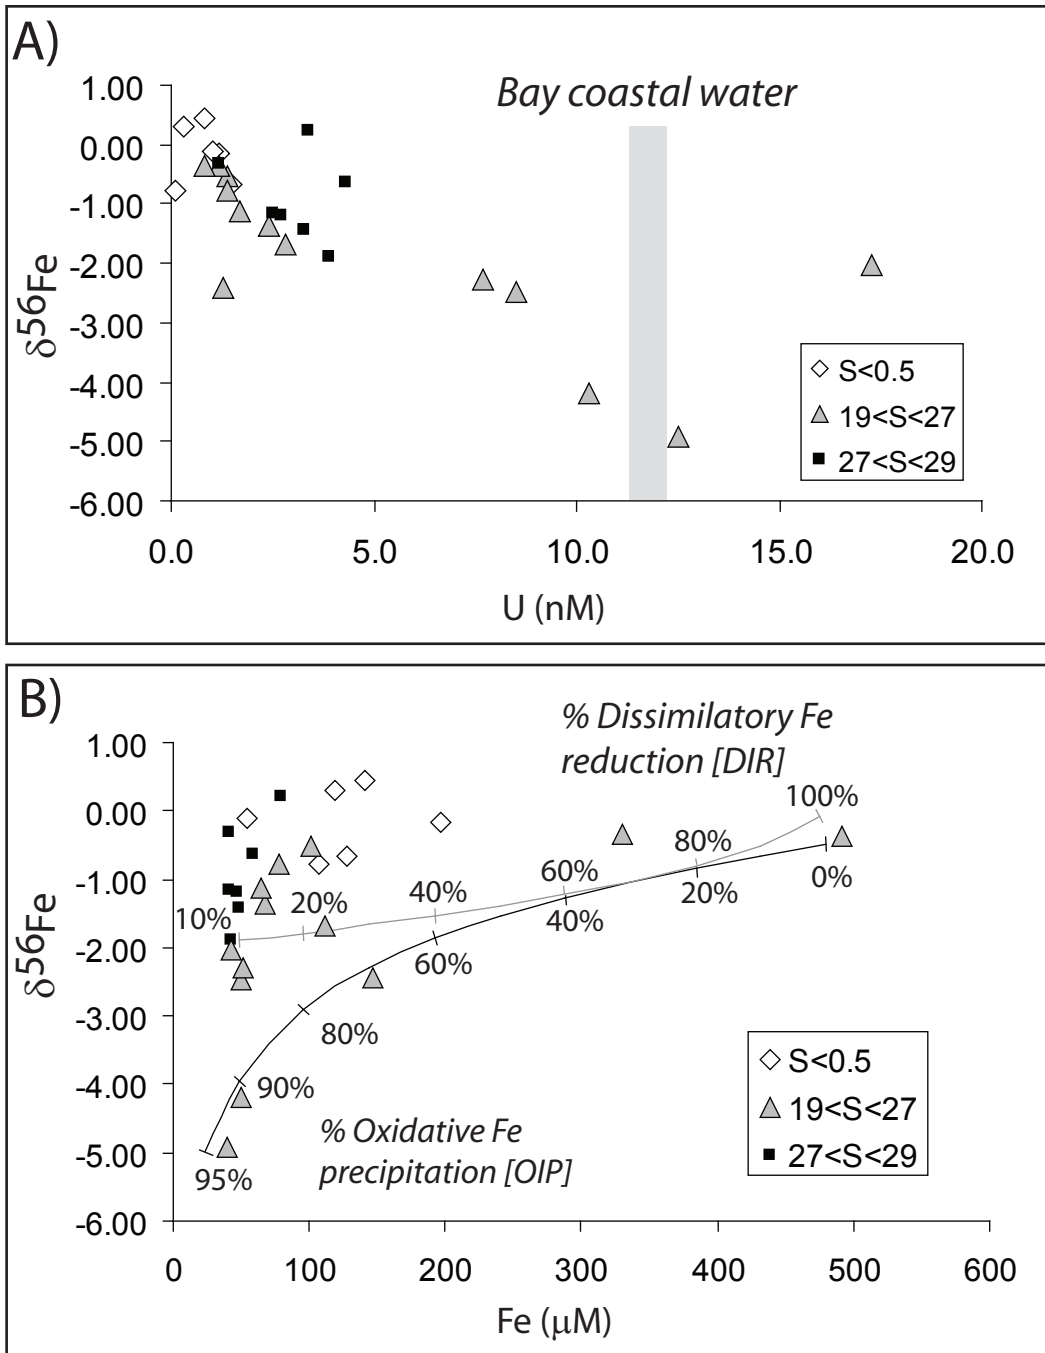 A)
Bay coastal water
1.00
0.00
-1.00
-2.00
-3.00
-4.00
-5.00
-6.00
δ56Fe
S<0.5
19<S<27
27<S<29
0.0 5.0 10.0 15.0 20.0
U (nM)
B)
% Dissimilatory Fe
reduction [DIR]
1.00
0.00
-1.00
-2.00
-3.00
-4.00
-5.00
-6.00
δ56Fe
100%
80%
60%
40%
20%
10%
0%
20%
40%
60%
80%
90%
95%
% Oxidative Fe
precipitation [OIP]
S<0.5
19<S<27
27<S<29
0 100 200 300 400 500 600
Fe (μM)